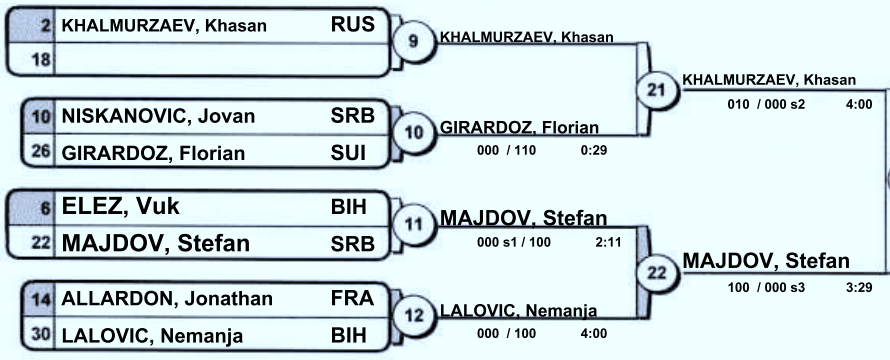 2 KHALMURZAEV, Khasan RUS
18
9
KHALMURZAEV, Khasan
10 NISKANOVIC, Jovan SRB
26 GIRARDOZ, Florian SUI
10
GIRARDOZ, Florian
000 / 110 0:29
21
KHALMURZAEV, Khasan
010 / 000 s2 4:00
6 ELEZ, Vuk BIH
22 MAJDOV, Stefan SRB
11
MAJDOV, Stefan
000 s1 / 100 2:11
14 ALLARDON, Jonathan FRA
30 LALOVIC, Nemanja BIH
12
LALOVIC, Nemanja
000 / 100 4:00
22
MAJDOV, Stefan
100 / 000 s3 3:29